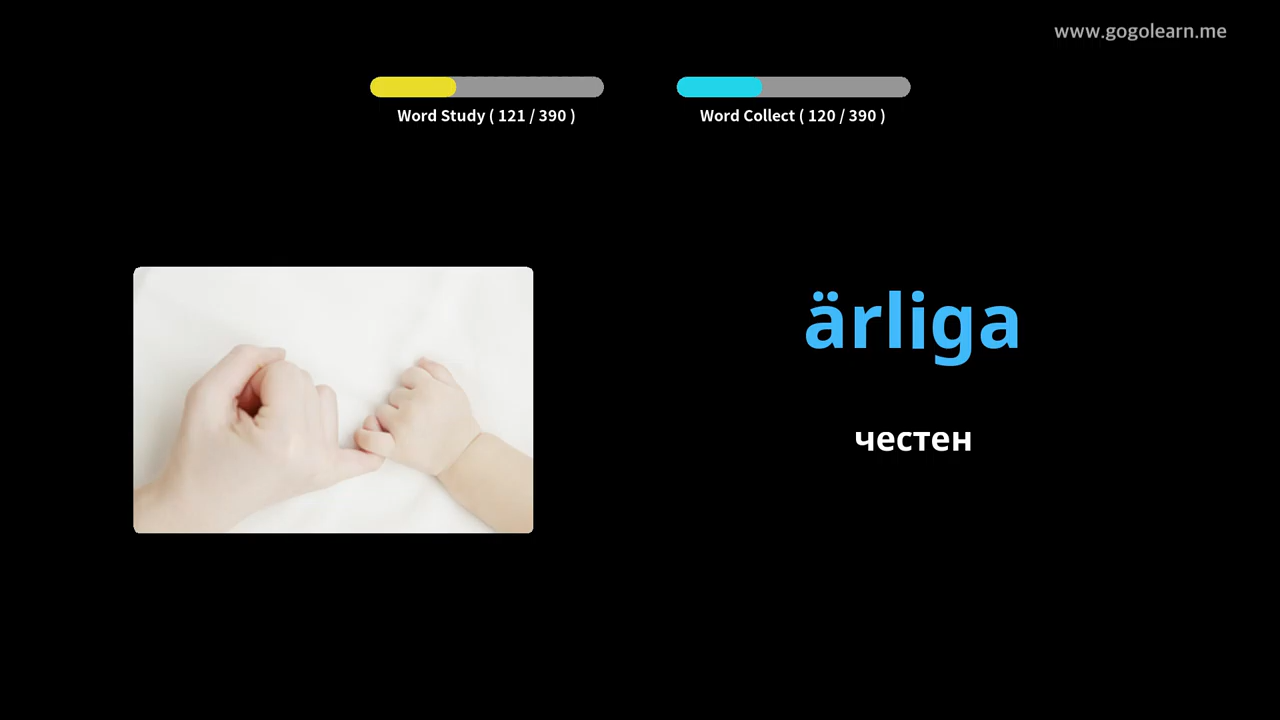 www.gogolearn.me
Word Study ( 121 / 390 )
Word Collect ( 120 / 390 )
ärliga
честен